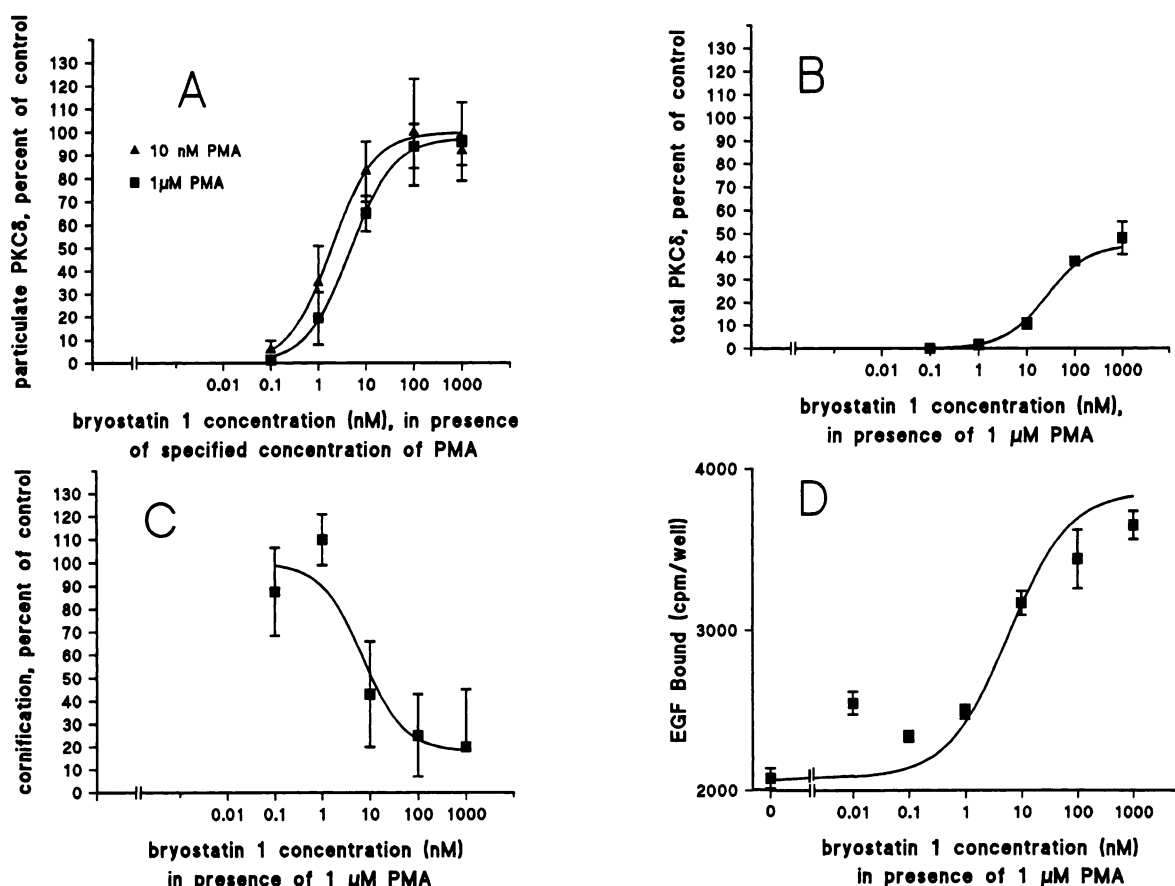 A
particulate PKCδ, percent of control
130
120
110
100
90
80
70
60
50
40
30
20
10
0
▲ 10 nM PMA
■ 1μM PMA
0.01 0.1 1 10 100 1000
bryostatin 1 concentration (nM), in presence
of specified concentration of PMA
B
total PKCδ, percent of control
130
120
110
100
90
80
70
60
50
40
30
20
10
0
0.01 0.1 1 10 100 1000
bryostatin 1 concentration (nM),
in presence of 1 μM PMA
C
cornification, percent of control
130
120
110
100
90
80
70
60
50
40
30
20
10
0
0.01 0.1 1 10 100 1000
bryostatin 1 concentration (nM)
in presence of 1 μM PMA
D
EGF Bound (cpm/well)
4000
3000
2000
0 0.01 0.1 1 10 100 1000
bryostatin 1 concentration (nM)
in presence of 1 μM PMA